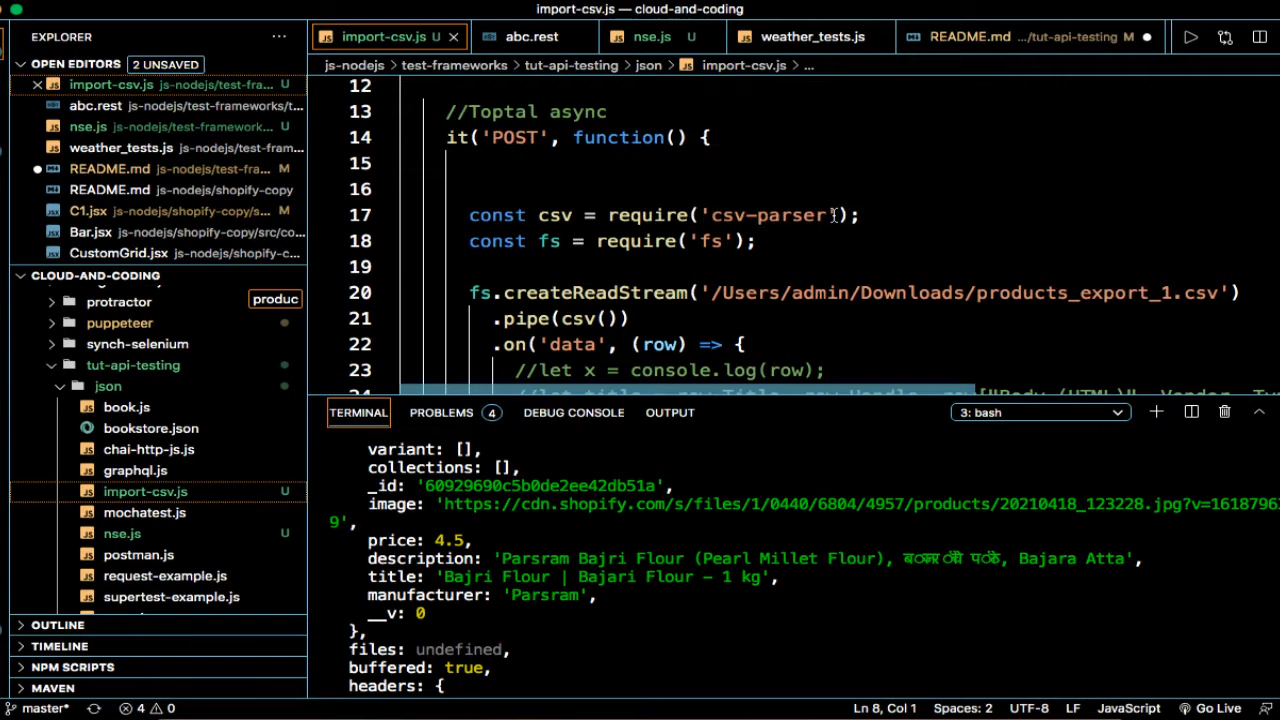 import-csv.js — cloud-and-coding
EXPLORER
OPEN EDITORS 2 UNSAVED
import-csv.js js-nodejs/test-fra... U
abc.rest js-nodejs/test-frameworks/t...
nse.js js-nodejs/test-framework... U
weather_tests.js js-nodejs/test-fram...
README.md js-nodejs/test-fra... M
README.md js-nodejs/shopify-copy
C1.jsx js-nodejs/shopify-copy/s... M
Bar.jsx js-nodejs/shopify-copy/src/co...
CustomGrid.jsx js-nodejs/shopify-c...
CLOUD-AND-CODING
protractor
produc
puppeteer
synch-selenium
tut-api-testing
json
book.js
bookstore.json
chai-http-js.js
graphql.js
import-csv.js U
mochatest.js
nse.js U
postman.js
request-example.js
supertest-example.js
OUTLINE
TIMELINE
NPM SCRIPTS
MAVEN
import-csv.js U
abc.rest
nse.js U
weather_tests.js
README.md .../tut-api-testing M
js-nodejs > test-frameworks > tut-api-testing > json > import-csv.js > ...
12
13 //Toptal async
14 it('POST', function() {
15
16
17 const csv = require('csv-parser');
18 const fs = require('fs');
19
20 fs.createReadStream('/Users/admin/Downloads/products_export_1.csv')
21 .pipe(csv())
22 .on('data', (row) => {
23 //let x = console.log(row);
TERMINAL PROBLEMS 4 DEBUG CONSOLE OUTPUT 3: bash
variant: [],
collections: [],
_id: '60929690c5b0de2ee42db51a',
image: 'https://cdn.shopify.com/s/files/1/0440/6804/4957/products/20210418_123228.jpg?v=16187963
9',
price: 4.5,
description: 'Parsram Bajri Flour (Pearl Millet Flour), Bajara Atta',
title: 'Bajri Flour | Bajari Flour - 1 kg',
manufacturer: 'Parsram',
__v: 0
},
files: undefined,
buffered: true,
headers: {
master* 4 0 Ln 8, Col 1 Spaces: 2 UTF-8 LF JavaScript Go Live